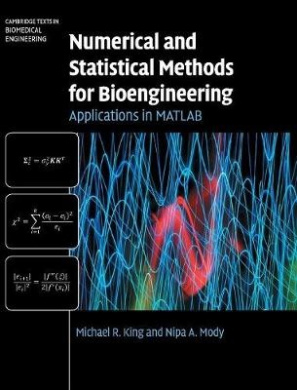 CAMBRIDGE TEXTS IN
BIOMEDICAL
ENGINEERING
Numerical and
Statistical Methods
for Bioengineering
Applications in MATLAB
χ² = Σ
Michael R. King and Nipa A. Mody